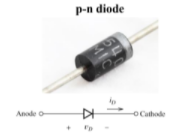 p-n diode
i_D
Anode
Cathode
+ v_D −